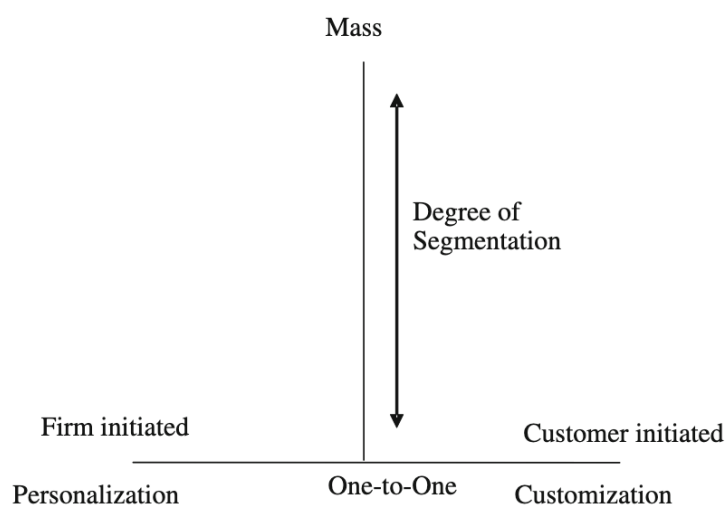 Mass
Degree of
Segmentation
Firm initiated
Customer initiated
Personalization
One-to-One
Customization